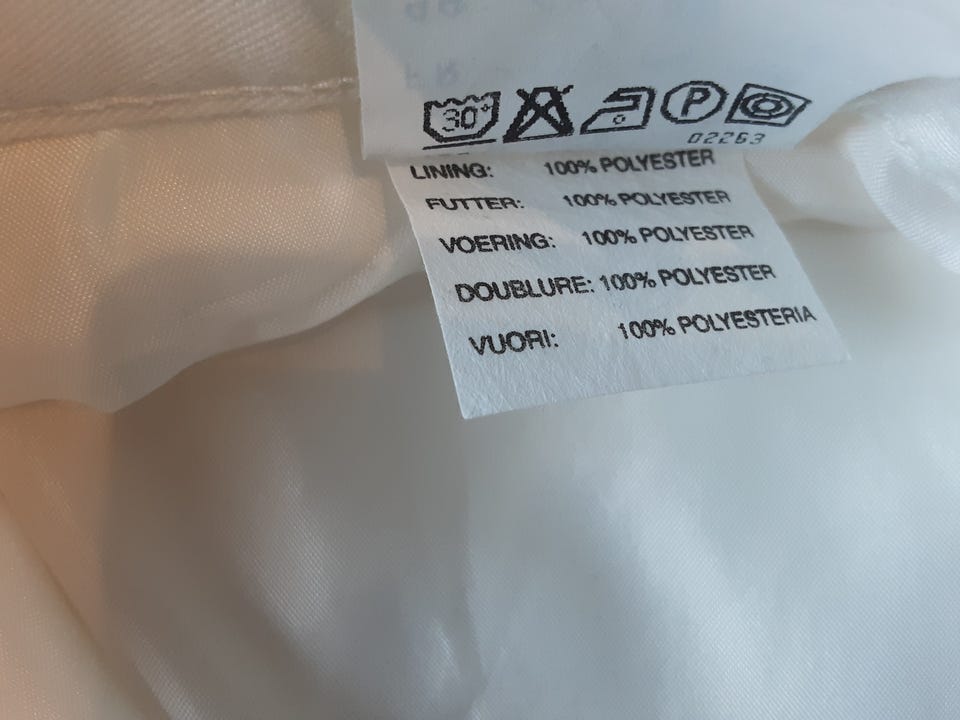 30°
P
02263
LINING: 100% POLYESTER
FUTTER: 100% POLYESTER
VOERING: 100% POLYESTER
DOUBLURE: 100% POLYESTER
VUORI: 100% POLYESTERIA